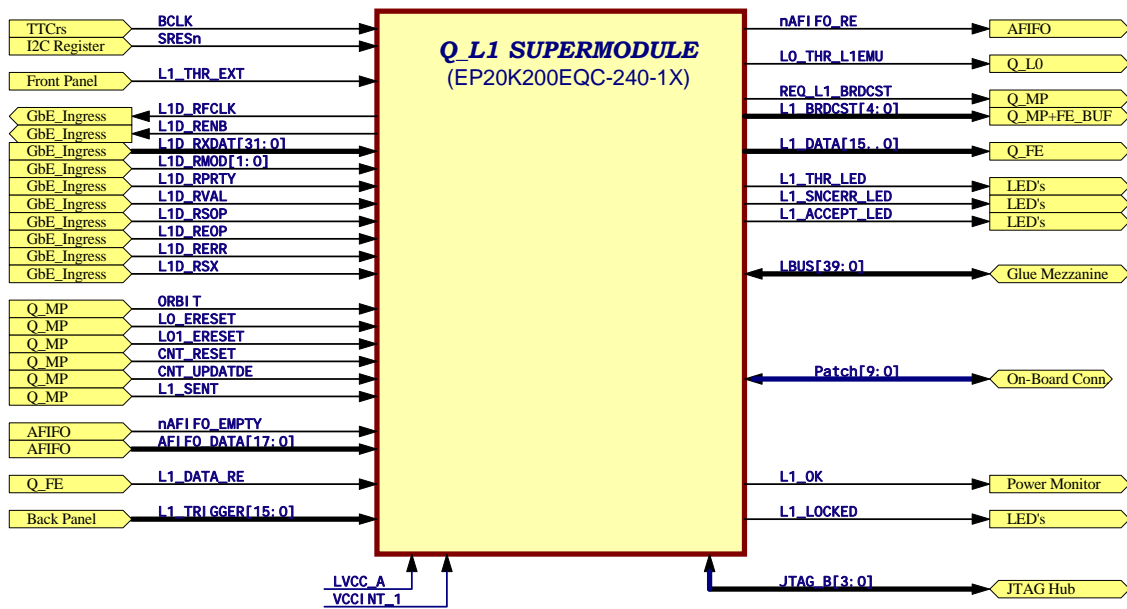 Q_L1 SUPERMODULE
(EP20K200EQC-240-1X)
TTCrs BCLK
I2C Register SRESn
Front Panel L1_THR_EXT
GbE_Ingress L1D_RFCLK
GbE_Ingress L1D_RENB
GbE_Ingress L1D_RXDAT[31:0]
GbE_Ingress L1D_RMOD[1:0]
GbE_Ingress L1D_RPRTY
GbE_Ingress L1D_RVAL
GbE_Ingress L1D_RSOP
GbE_Ingress L1D_REOP
GbE_Ingress L1D_RERR
GbE_Ingress L1D_RSX
Q_MP ORBIT
Q_MP L0_ERESET
Q_MP L01_ERESET
Q_MP CNT_RESET
Q_MP CNT_UPDATDE
Q_MP L1_SENT
AFIFO nAFIFO_EMPTY
AFIFO AFIFO_DATA[17:0]
Q_FE L1_DATA_RE
Back Panel L1_TRIGGER[15:0]
LVCC_A
VCCINT_1
nAFIFO_RE AFIFO
L0_THR_L1EMU Q_L0
REQ_L1_BRDCST Q_MP
L1_BRDCST[4:0] Q_MP+FE_BUF
L1_DATA[15..0] Q_FE
L1_THR_LED LED's
L1_SNCERR_LED LED's
L1_ACCEPT_LED LED's
LBUS[39:0] Glue Mezzanine
Patch[9:0] On-Board Conn
L1_OK Power Monitor
L1_LOCKED LED's
JTAG_B[3:0] JTAG Hub